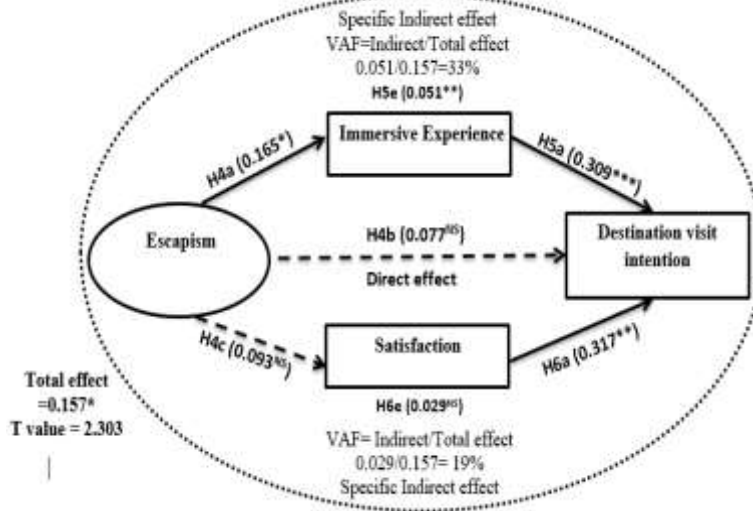 Specific Indirect effect
VAF=Indirect/Total effect
0.051/0.157=33%
H5e (0.051**)
Immersive Experience
H4a (0.165*)
H5a (0.309***)
Escapism
H4b (0.077NS)
Direct effect
Destination visit
intention
H4c (0.093NS)
Satisfaction
H6a (0.317**)
H6e (0.029NS)
Total effect
=0.157*
T value = 2.303
VAF= Indirect/Total effect
0.029/0.157= 19%
Specific Indirect effect